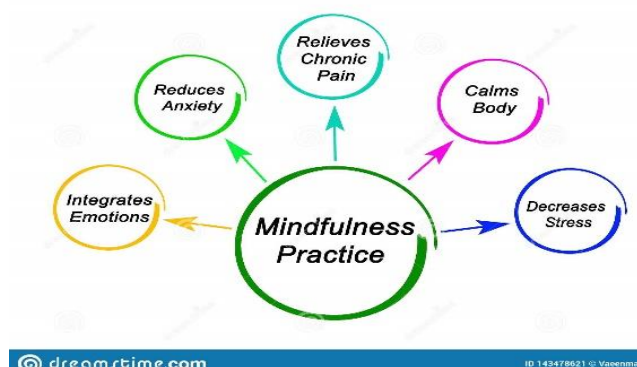 Relieves
Chronic
Pain
Reduces
Anxiety
Calms
Body
Integrates
Emotions
Decreases
Stress
Mindfulness
Practice
dreamstime.com
ID 143478621 © Vaeenma